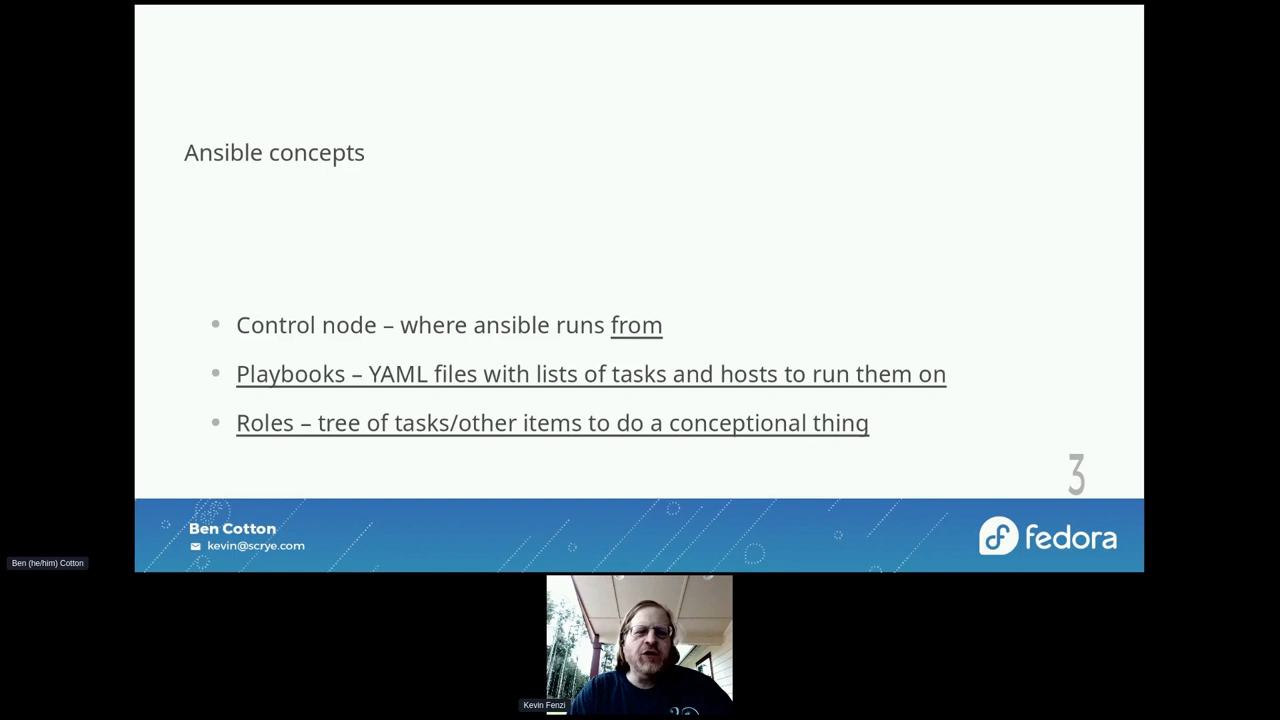 Ansible concepts
Control node – where ansible runs from
Playbooks – YAML files with lists of tasks and hosts to run them on
Roles – tree of tasks/other items to do a conceptional thing
3
Ben Cotton
kevin@scrye.com
fedora
Ben (he/him) Cotton
Kevin Fenzi